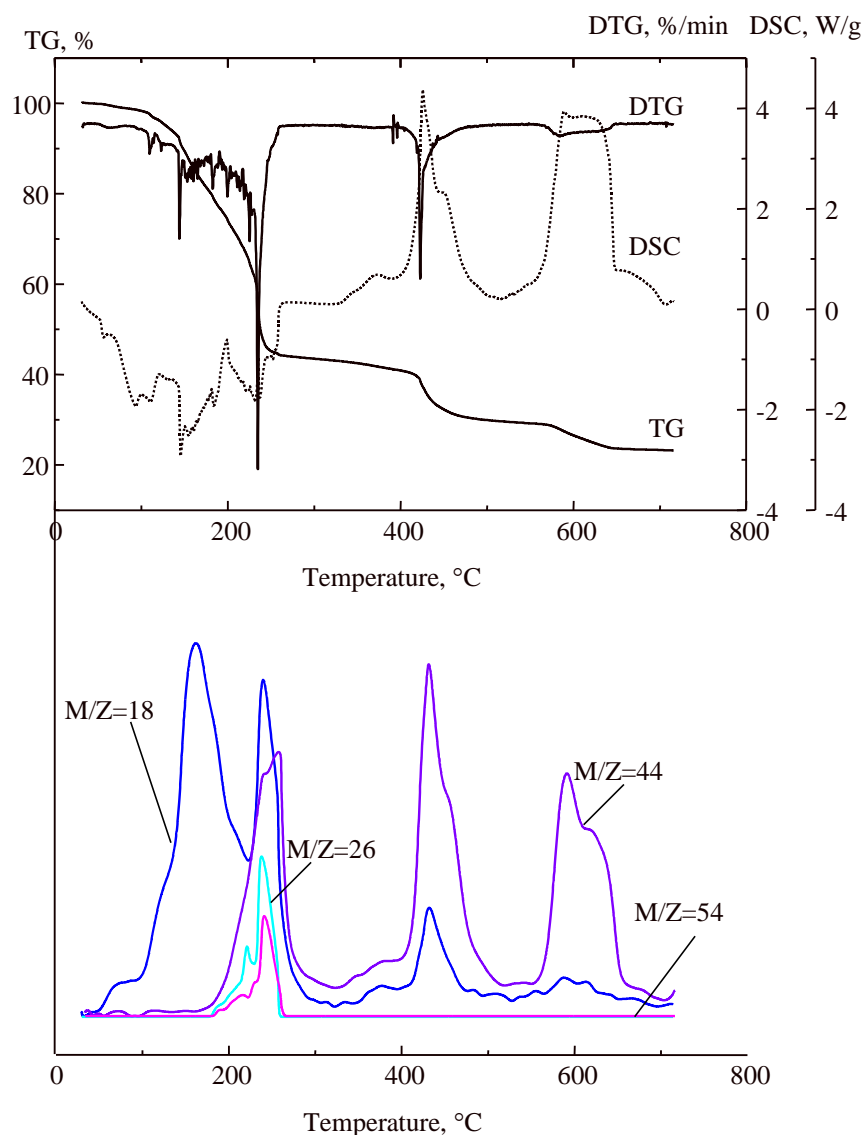 DTG, %/min DSC, W/g
TG, %
100
80
60
40
20
4
2
0
-2
-4
4
2
0
-2
-4
DTG
DSC
TG
0 200 400 600 800
Temperature, °C
M/Z=18
M/Z=44
M/Z=26
M/Z=54
0 200 400 600 800
Temperature, °C